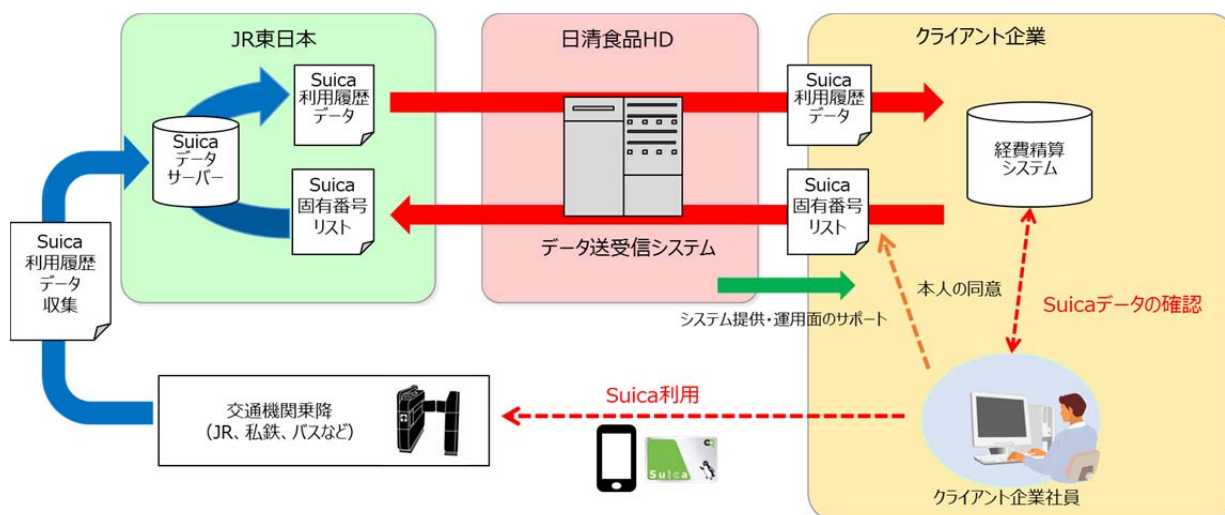 JR東日本
日清食品HD
クライアント企業
Suica
利用履歴
データ
Suica
利用履歴
データ
Suica
データ
サーバー
経費精算
システム
Suica
固有番号
リスト
Suica
固有番号
リスト
データ送受信システム
Suica
利用履歴
データ
収集
本人の同意
Suicaデータの確認
システム提供・運用面のサポート
交通機関乗降
(JR、私鉄、バスなど)
Suica利用
Suica
クライアント企業社員